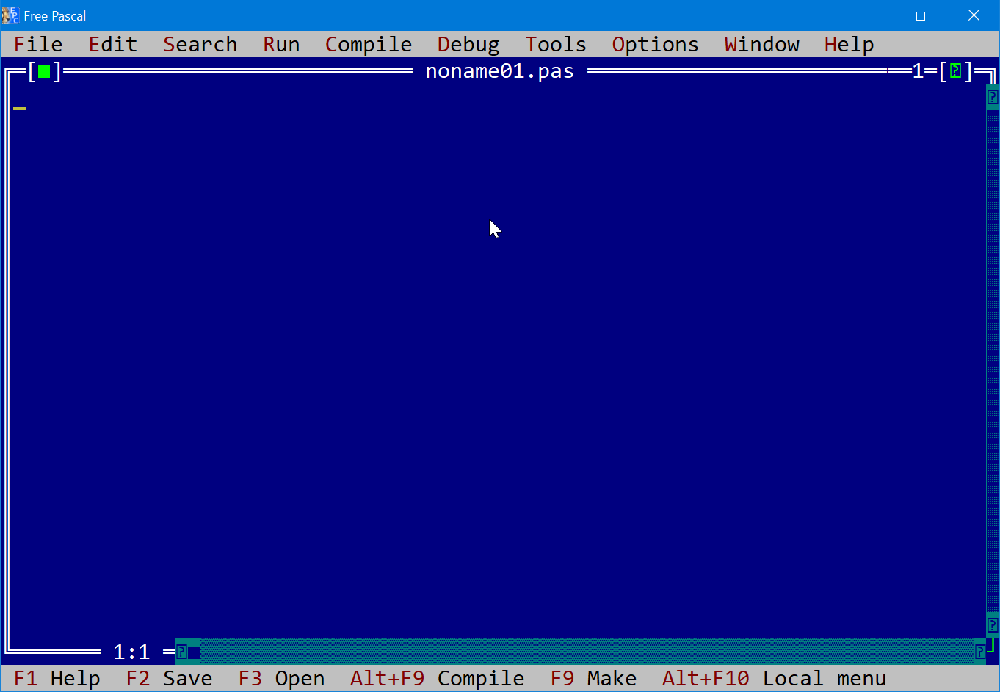 Free Pascal
File Edit Search Run Compile Debug Tools Options Window Help
[■] noname01.pas 1=[?]
1:1
F1 Help F2 Save F3 Open Alt+F9 Compile F9 Make Alt+F10 Local menu